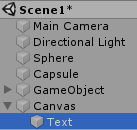 Scene1*
Main Camera
Directional Light
Sphere
Capsule
GameObject
Canvas
Text